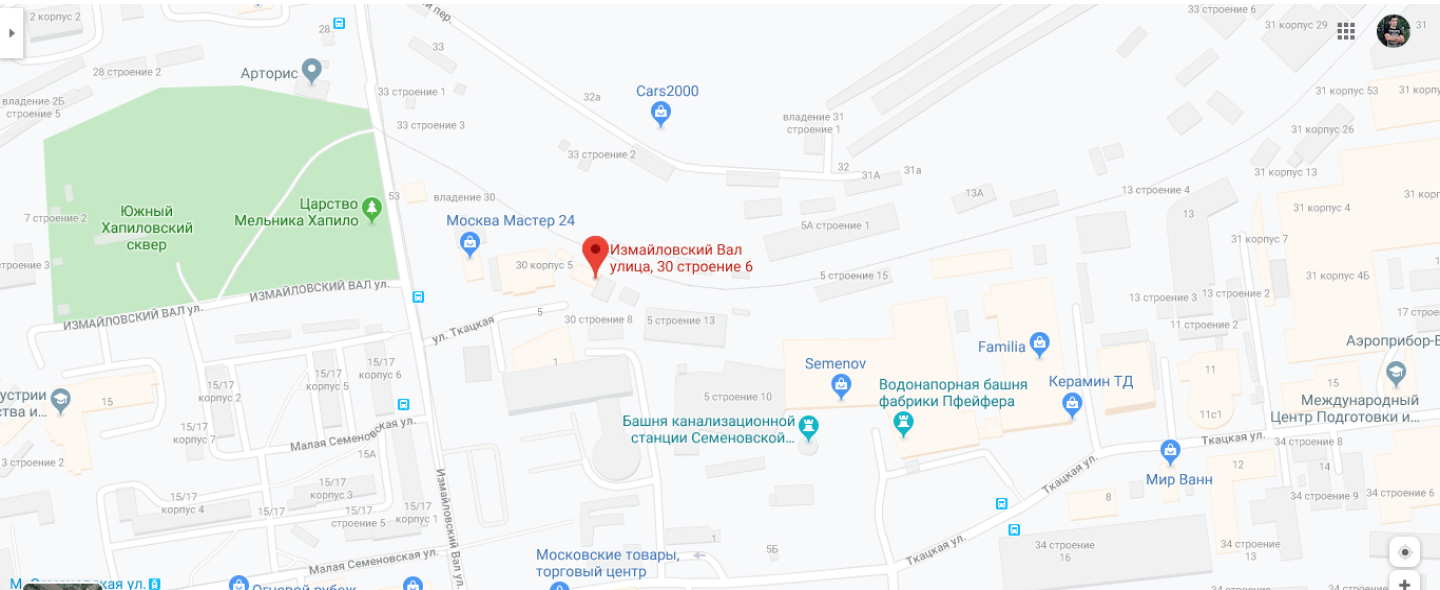 2 корпус 2
й пер.
33 строение 6
31 корпус 29
31
28
33
Арторис
28 строение 2
33 строение 1
32а
Cars2000
31 корпус 53
владение 2Б
строение 5
33 строение 3
владение 31
строение 1
31 корпус 26
33 строение 2
32
31А
31а
31 корпус 13
53
владение 30
13А
13 строение 4
Царство
Мельника Хапило
Южный
Хапиловский
сквер
7 строение 2
Москва Мастер 24
5А строение 1
13
31 корпус 4
31 корпус 7
Измайловский Вал
улица, 30 строение 6
30 корпус 5
строение 3
5 строение 15
31 корпус 4Б
ИЗМАЙЛОВСКИЙ ВАЛ ул.
ИЗМАЙЛОВСКИЙ ВАЛ ул.
13 строение 3
13 строение 2
5
30 строение 8
5 строение 13
ул. Ткацкая
11 строение 2
Аэроприбор-В
Familia
1
Semenov
15/17
корпус 6
15/17
корпус 5
15/17
корпус 2
11
15
Водонапорная башня
фабрики Пфейфера
Керамин ТД
5 строение 10
15
Международный
Центр Подготовки и...
устрии
ства и...
11с1
Башня канализационной
станции Семеновской...
15/17
корпус 7
Малая Семеновская ул.
Ткацкая ул.
34 строение 8
15А
3 строение 2
12
14
Мир Ванн
Ткацкая ул.
15/17
корпус 3
15/17
корпус 4
8
34 строение 9
34 строение 6
15/17
15/17
строение 5
15/17
корпус 1
Измайловский Вал ул.
1
5Б
34 строение
16
34 строение
13
Ткацкая ул.
Малая Семеновская ул.
Московские товары,
торговый центр
Огневой рубеж